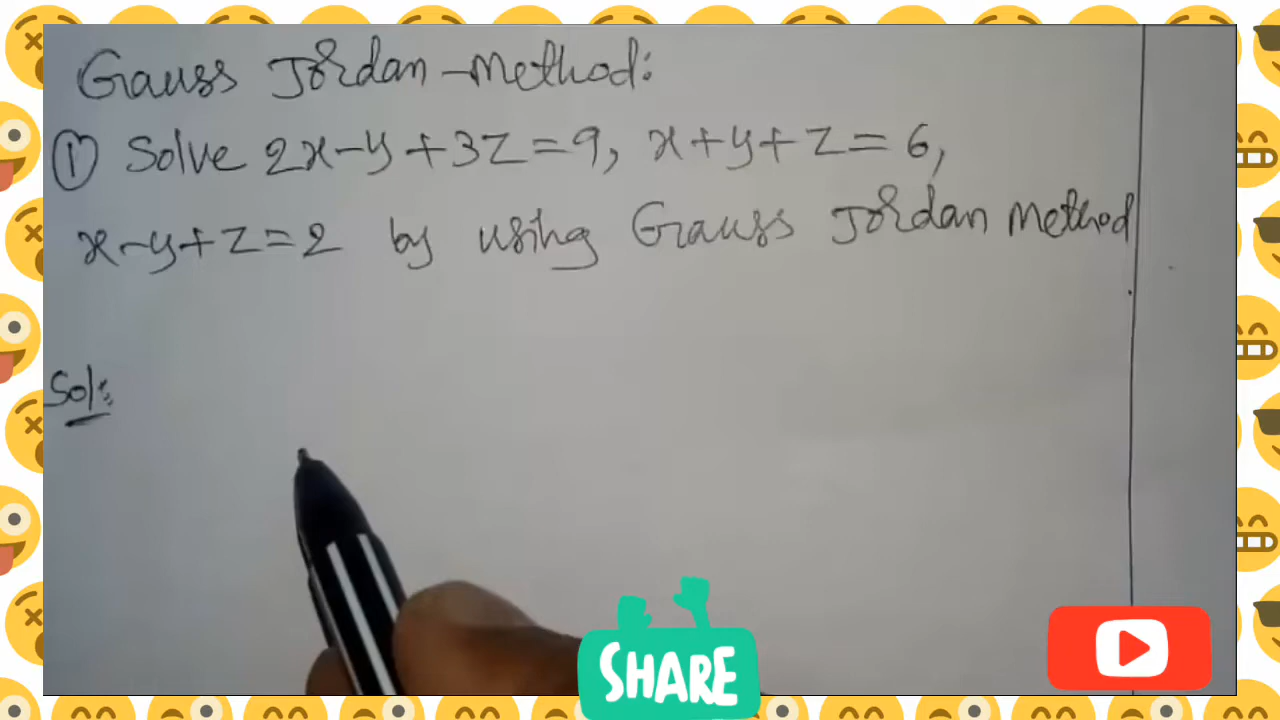 Gauss Jordan Method:
① Solve 2x-y+3z=9, x+y+z=6,
x-y+z=2 by using Gauss Jordan Method.
Sol:
SHARE